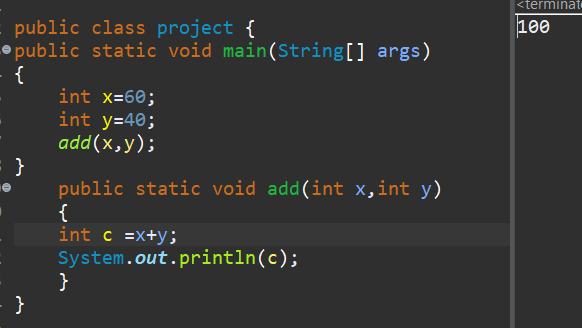 <terminate
100
public class project {
public static void main(String[] args)
{
int x=60;
int y=40;
add(x,y);
}
public static void add(int x,int y)
{
int c =x+y;
System.out.println(c);
}
}